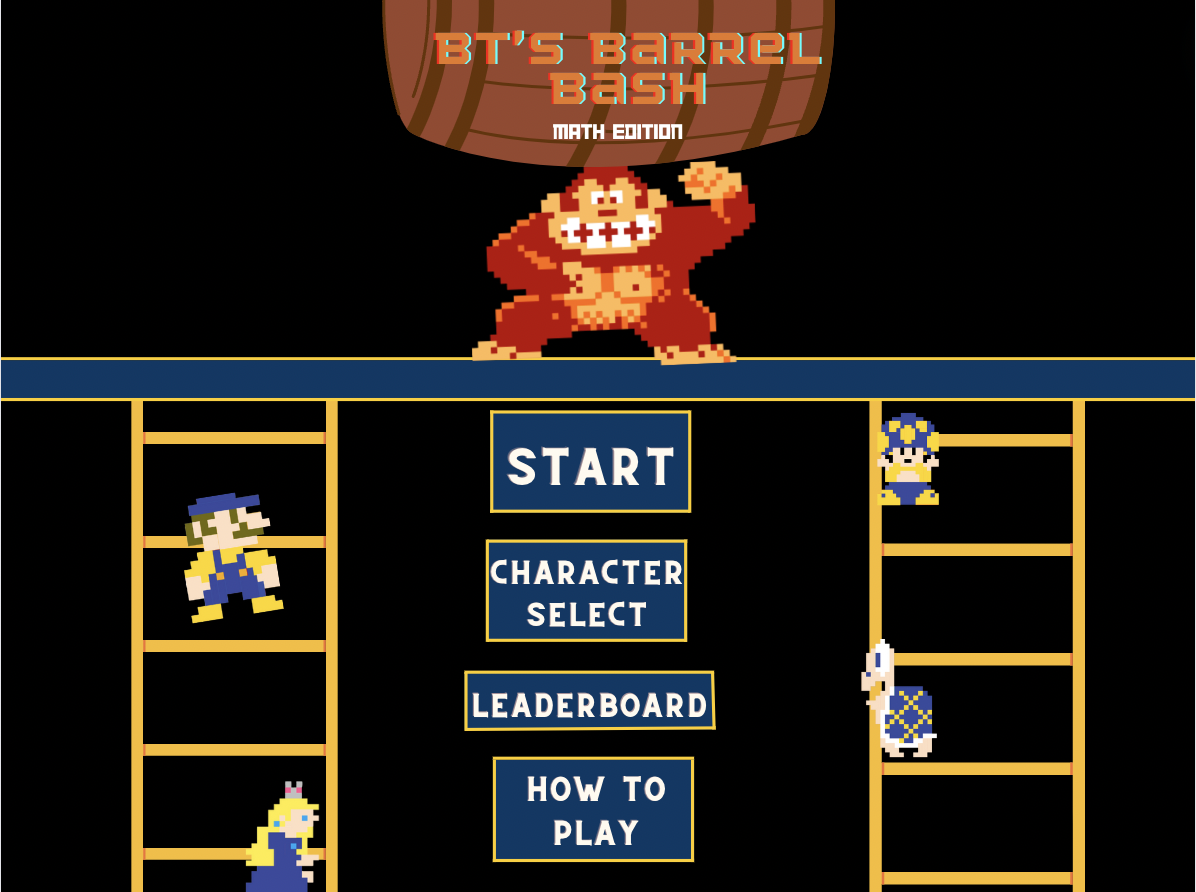 BT'S BARREL
BASH
MATH EDITION
START
CHARACTER
SELECT
LEADERBOARD
HOW TO
PLAY